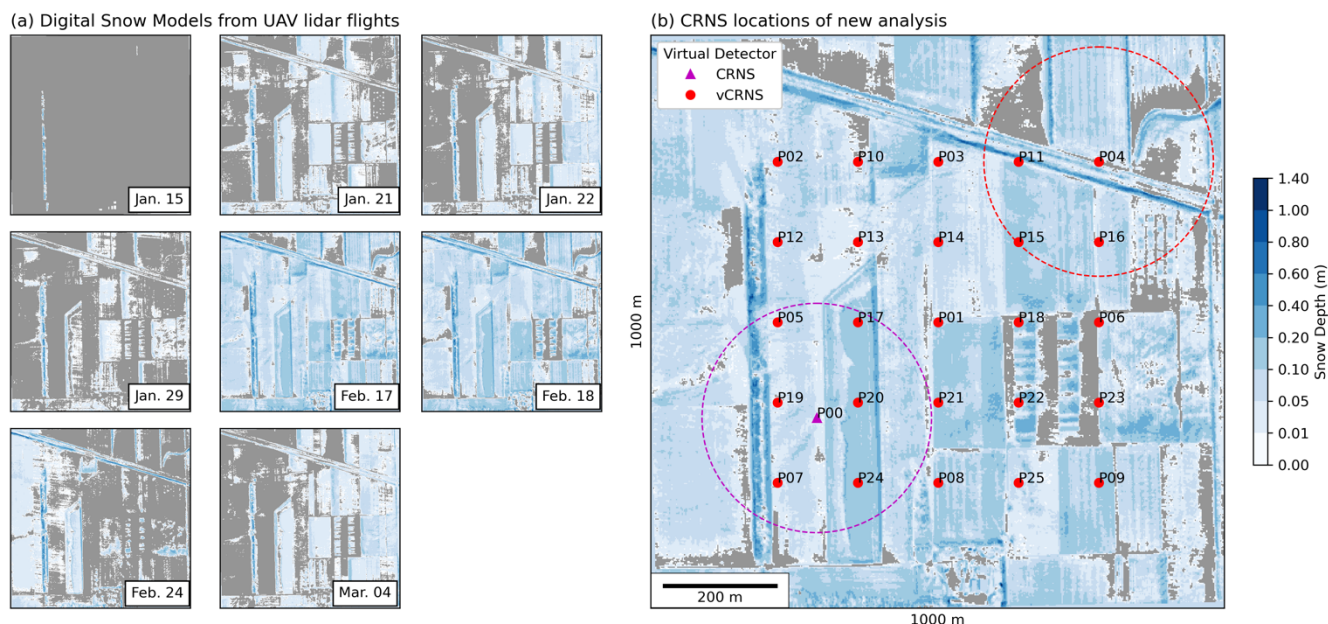 (a) Digital Snow Models from UAV lidar flights
Jan. 15
Jan. 21
Jan. 22
Jan. 29
Feb. 17
Feb. 18
Feb. 24
Mar. 04
(b) CRNS locations of new analysis
Virtual Detector
CRNS
vCRNS
P02 P10 P03 P11 P04
P12 P13 P14 P15 P16
P05 P17 P01 P18 P06
P19 P20 P21 P22 P23
P00
P07 P24 P08 P25 P09
200 m
1000 m
1000 m
1.40
1.00
0.80
0.60
0.40
0.20
0.10
0.05
0.01
0.00
Snow Depth (m)